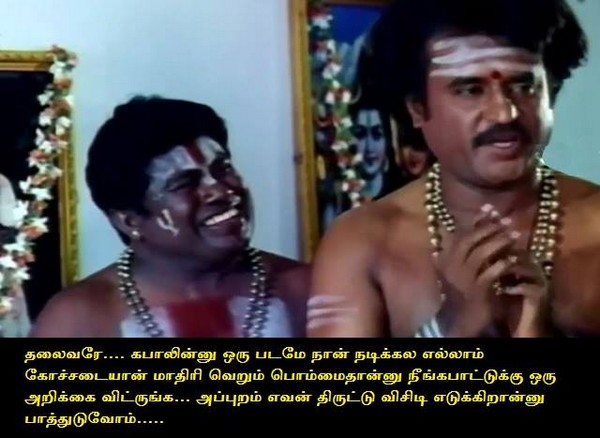 தலைவரே.... கபாலின்னு ஒரு படமே நான் நடிக்கல எல்லாம்
கோச்சடையான் மாதிரி வெறும் பொம்மைதான்னு நீங்கபாட்டுக்கு ஒரு
அறிக்கை விட்ருங்க... அப்புறம் எவன் திருட்டு விசிடி எடுக்கிறான்னு
பாத்துடுவோம்.....